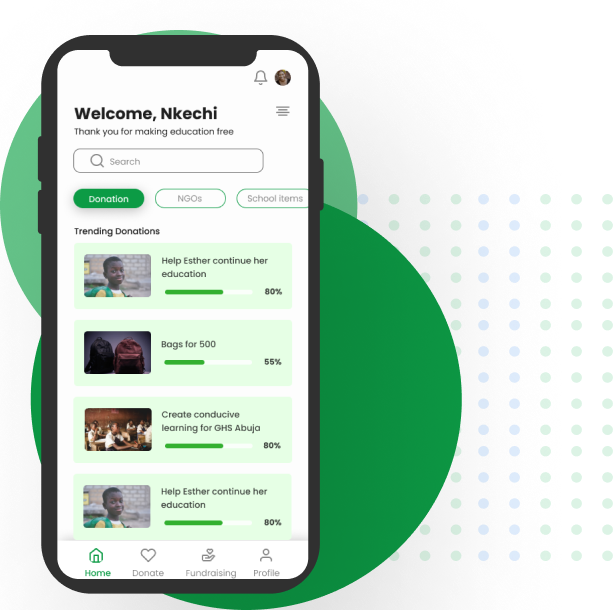 Welcome, Nkechi
Thank you for making education free
Search
Donation NGOs School items
Trending Donations
Help Esther continue her
education
80%
Bags for 500
55%
Create conducive
learning for GHS Abuja
80%
Help Esther continue her
education
80%
Home Donate Fundraising Profile